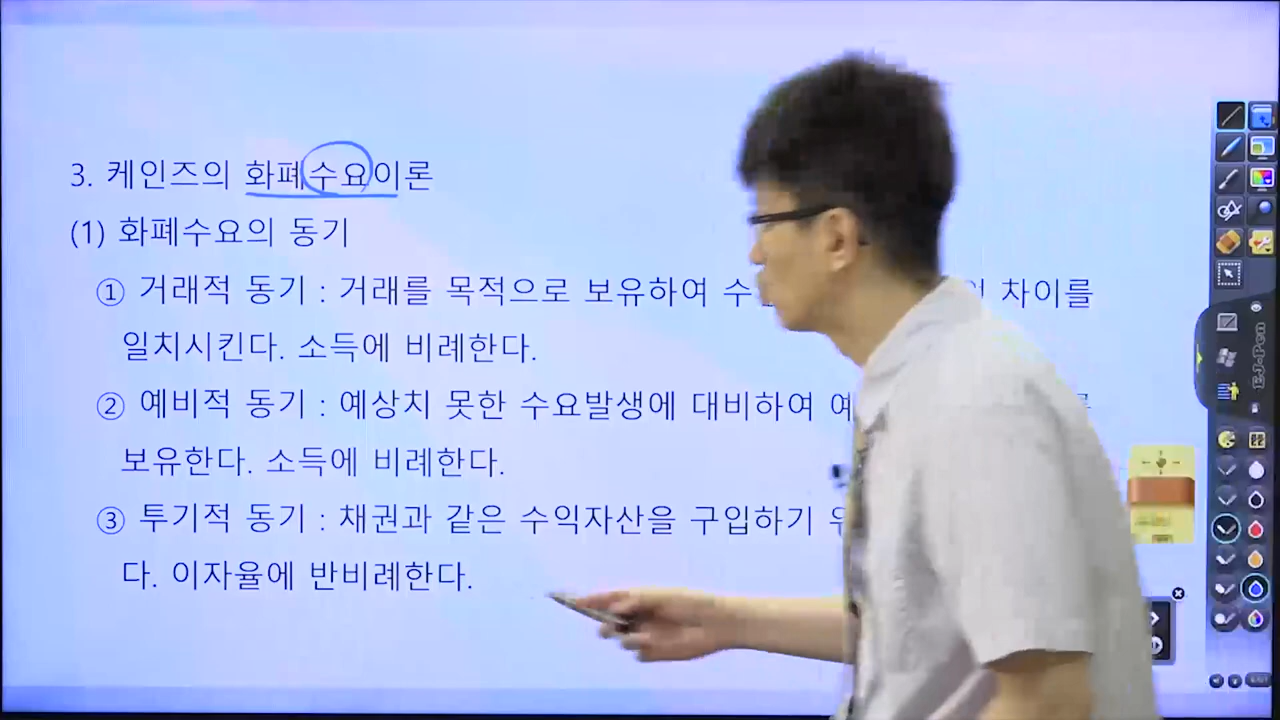 3. 케인즈의 화폐수요이론
(1) 화폐수요의 동기
① 거래적 동기 : 거래를 목적으로 보유하여 차이를
일치시킨다. 소득에 비례한다.
② 예비적 동기 : 예상치 못한 수요발생에 대비하여
보유한다. 소득에 비례한다.
③ 투기적 동기 : 채권과 같은 수익자산을 구입하기
다. 이자율에 반비례한다.
EJ-Pen